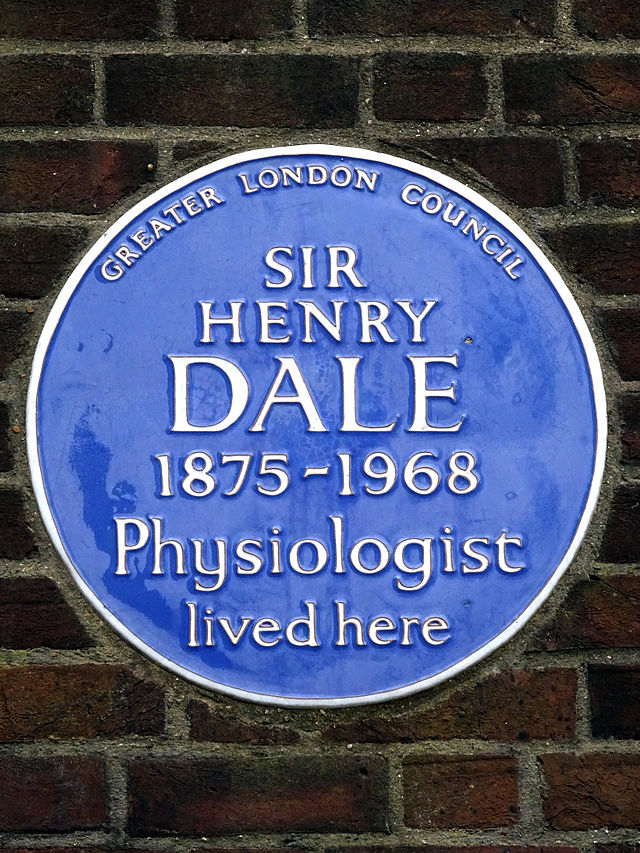 GREATER LONDON COUNCIL
SIR
HENRY
DALE
1875-1968
Physiologist
lived here